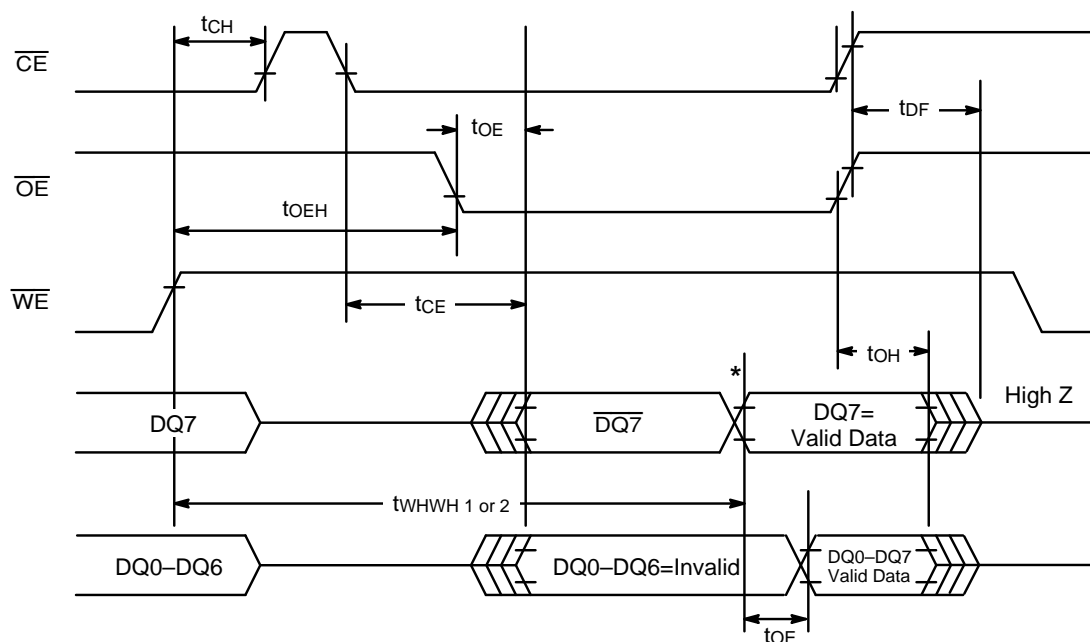 tCH
CE
tDF
tOE
OE
tOEH
WE
tCE
tOH
*
High Z
DQ7
DQ7
DQ7=
Valid Data
tWHWH 1 or 2
DQ0–DQ6
DQ0–DQ6=Invalid
DQ0–DQ7
Valid Data
tOE